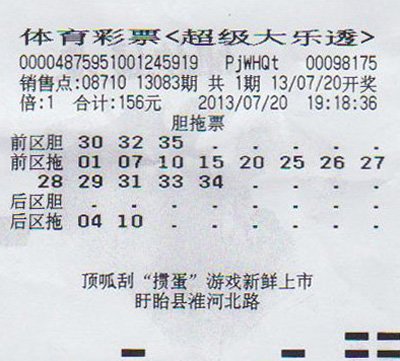 体育彩票<超级大乐透>
00004875951001245919 PjWHQt 00098175
销售点:08710 13083期 共 1期 13/07/20开奖
倍:1 合计:156元 2013/07/20 19:18:36
胆拖票
前区胆 30 32 35 . . . . .
前区拖 01 07 10 15 20 25 26 27
28 29 31 33 34 . . . .
后区胆 . . . . . . . .
后区拖 04 10 . . . . . .
顶呱刮“掼蛋”游戏新鲜上市
盱眙县淮河北路